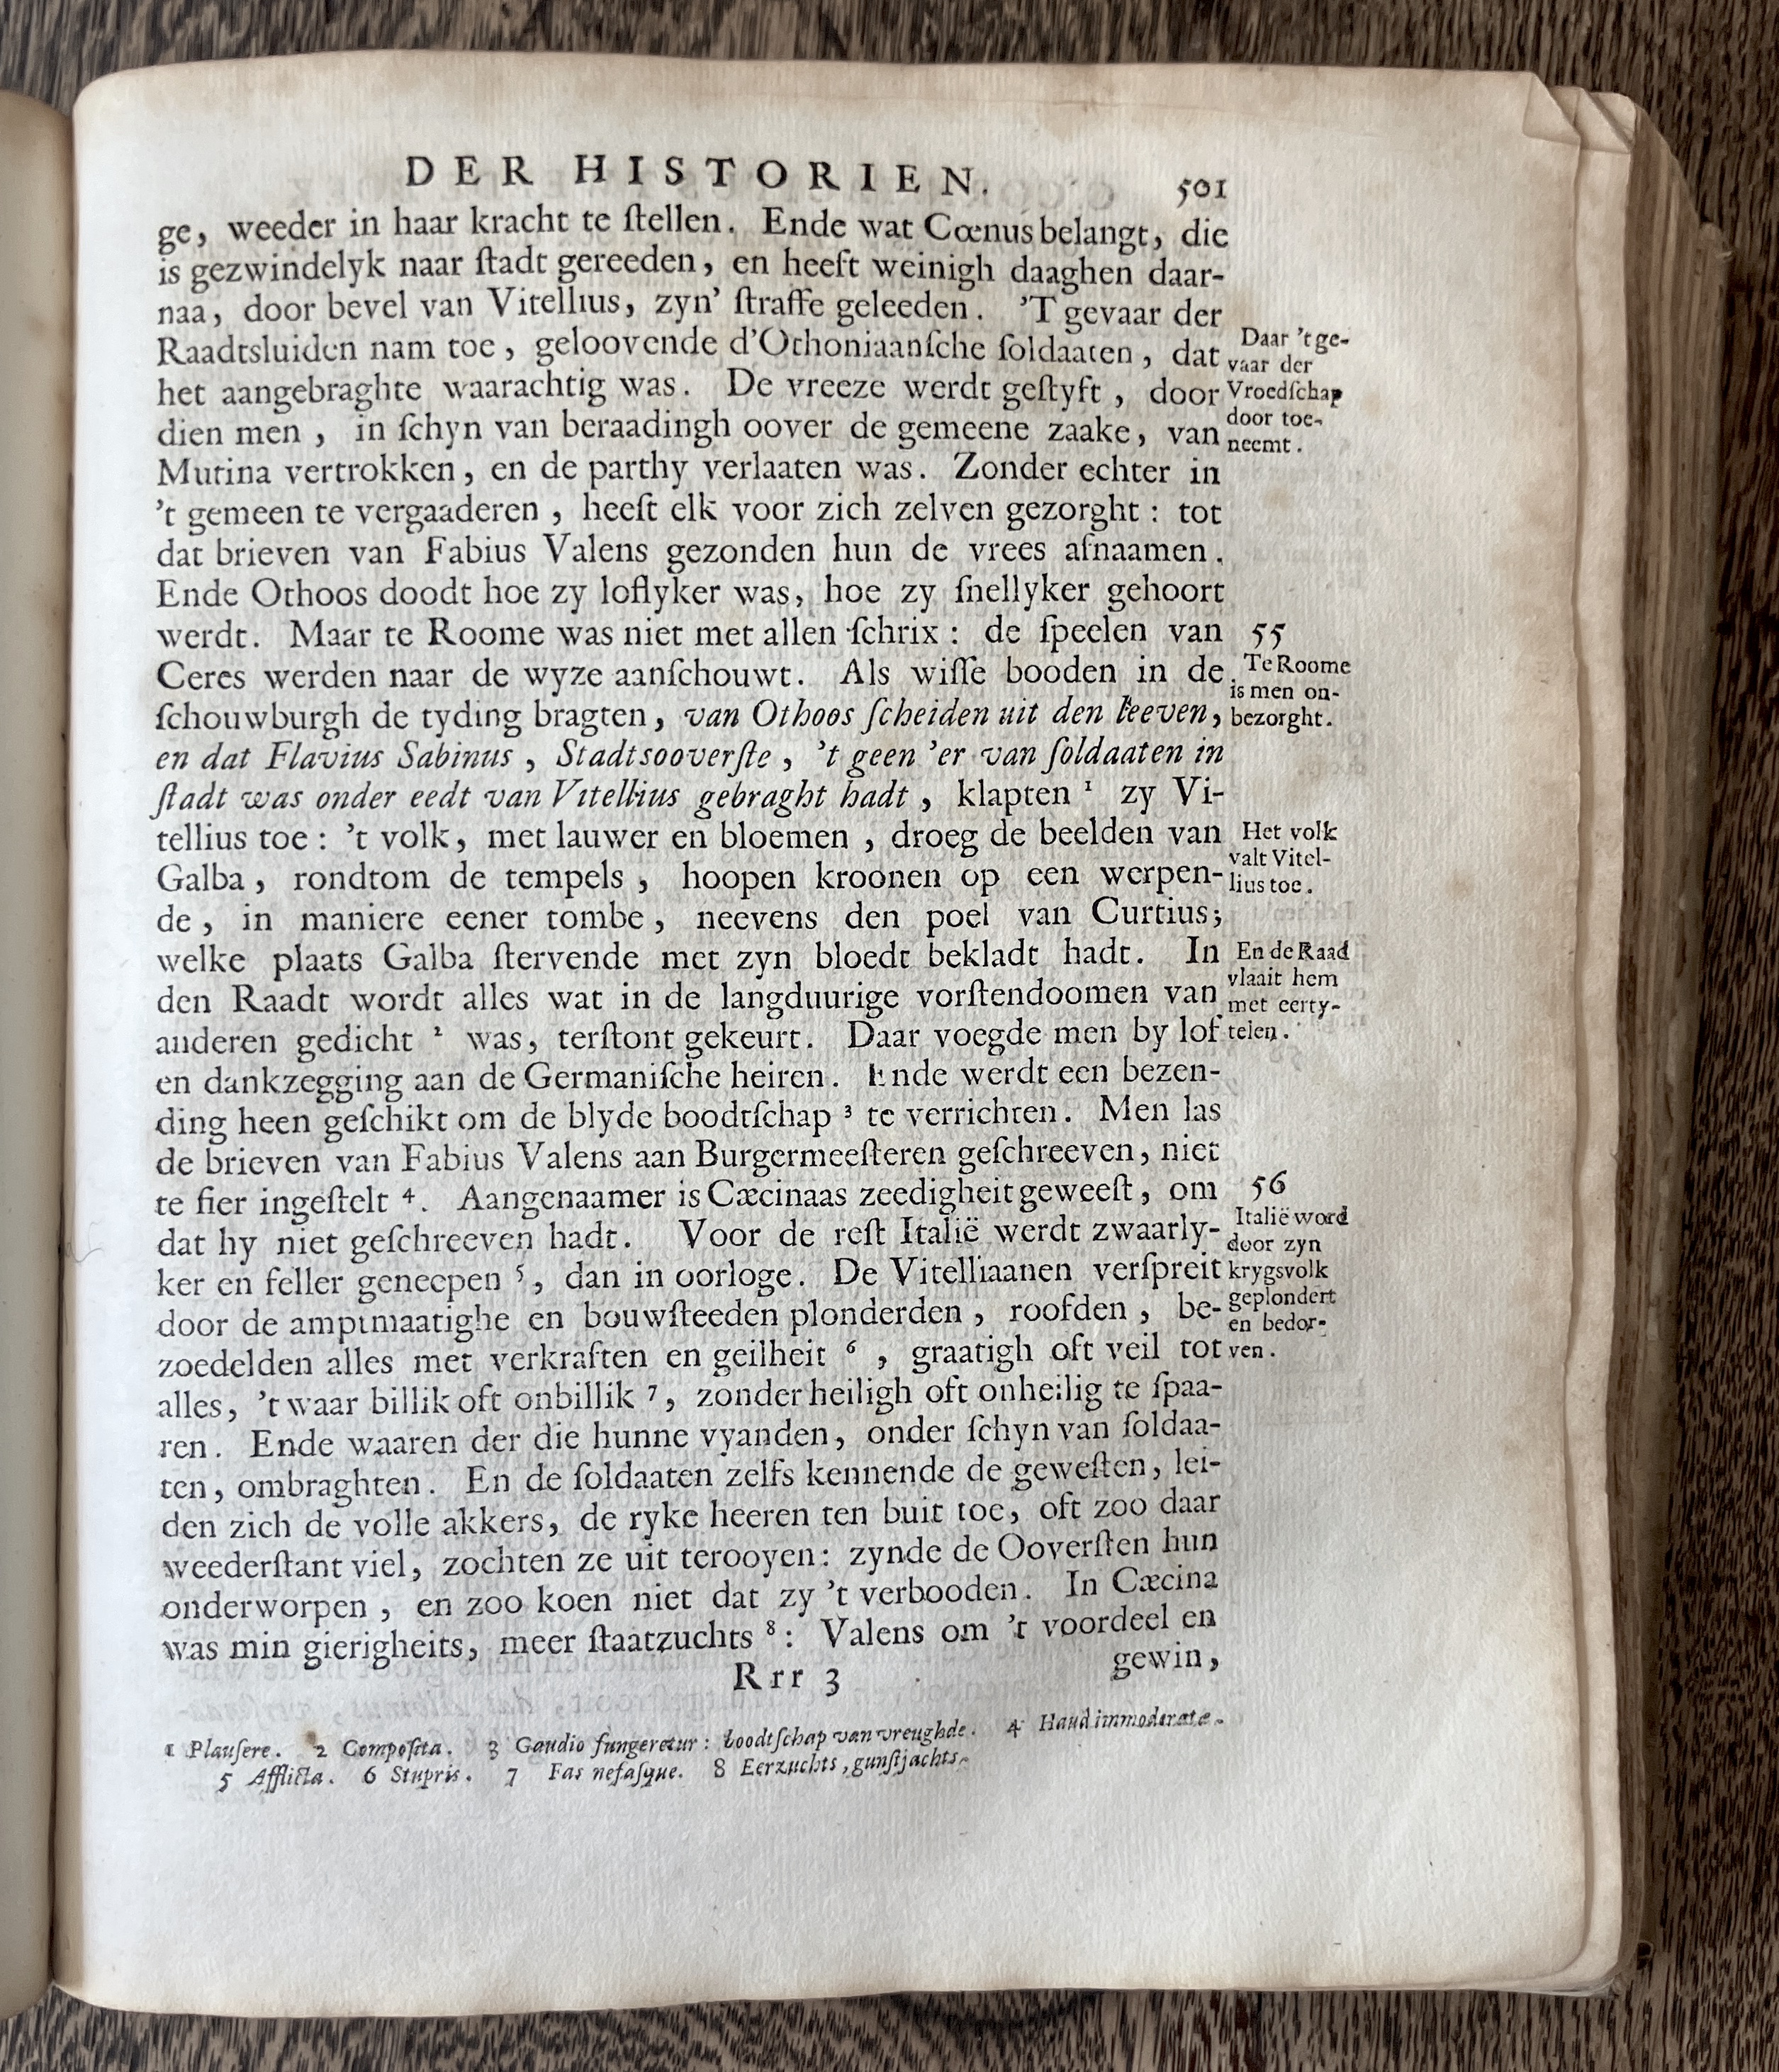 DER HISTORIEN. 501
ge, weeder in haar kracht te ſtellen. Ende wat Cœnus belangt, die
is gezwindelyk naar ſtadt gereeden, en heeft weinigh daaghen daar-
naa, door bevel van Vitellius, zyn' ſtraffe geleeden. 'T gevaar der
Raadtsluiden nam toe, geloovende d'Othoniaanſche ſoldaaten, dat
het aangebraghte waarachtig was. De vreeze werdt geſtyft, door
dien men, in ſchyn van beraadingh oover de gemeene zaake, van
Mutina vertrokken, en de parthy verlaaten was. Zonder echter in
't gemeen te vergaaderen, heeft elk voor zich zelven gezorght: tot
dat brieven van Fabius Valens gezonden hun de vrees afnaamen.
Ende Othoos doodt hoe zy loflyker was, hoe zy ſnellyker gehoort
werdt. Maar te Roome was niet met allen ſchrix: de ſpeelen van
Ceres werden naar de wyze aanſchouwt. Als wiſſe booden in de
ſchouwburgh de tyding bragten, van Othoos ſcheiden uit den leeven,
en dat Flavius Sabinus, Stadtsooverſte, 't geen 'er van ſoldaaten in
ſtadt was onder eedt van Vitellius gebraght hadt, klapten 1 zy Vi-
tellius toe: 't volk, met lauwer en bloemen, droeg de beelden van
Galba, rondtom de tempels, hoopen kroonen op een werpen-
de, in maniere eener tombe, neevens den poel van Curtius;
welke plaats Galba ſtervende met zyn bloedt bekladt hadt. In
den Raadt wordt alles wat in de langduurige vorſtendoomen van
anderen gedicht 2 was, terſtont gekeurt. Daar voegde men by lof
en dankzegging aan de Germaniſche heiren. Ende werdt een bezen-
ding heen geſchikt om de blyde boodtſchap 3 te verrichten. Men las
de brieven van Fabius Valens aan Burgermeeſteren geſchreeven, niet
te fier ingeſtelt 4. Aangenaamer is Cæcinaas zeedigheit geweeſt, om
dat hy niet geſchreeven hadt. Voor de reſt Italië werdt zwaarly-
ker en feller geneepen 5, dan in oorloge. De Vitelliaanen verſpreit
door de amptmaatighe en bouwſteeden plonderden, roofden, be-
zoedelden alles met verkraften en geilheit 6, graatigh oft veil tot
alles, 't waar billik oft onbillik 7, zonder heiligh oft onheilig te ſpaa-
ren. Ende waaren der die hunne vyanden, onder ſchyn van ſoldaa-
ten, ombraghten. En de ſoldaaten zelfs kennende de geweſten, lei-
den zich de volle akkers, de ryke heeren ten buit toe, oft zoo daar
weederſtant viel, zochten ze uit terooyen: zynde de Ooverſten hun
onderworpen, en zoo koen niet dat zy 't verbooden. In Cæcina
was min gierigheits, meer ſtaatzuchts 8: Valens om 't voordeel en
Rrr 3 gewin,
Daar 't ge-
vaar der
Vroedſchap
door toe-
neemt.
55
Te Roome
is men on-
bezorght.
Het volk
valt Vitel-
lius toe.
En de Raad
vlaait hem
met eerty-
telen.
56
Italië word
door zyn
krygsvolk
geplondert
en bedor-
ven.
1 Plauſere. 2 Compoſita. 3 Gaudio fungeretur: boodtſchap van vreughde. 4 Haud immoderate.
5 Afflicta. 6 Stupris. 7 Fas nefaſque. 8 Eerzuchts, gunſtjachts.